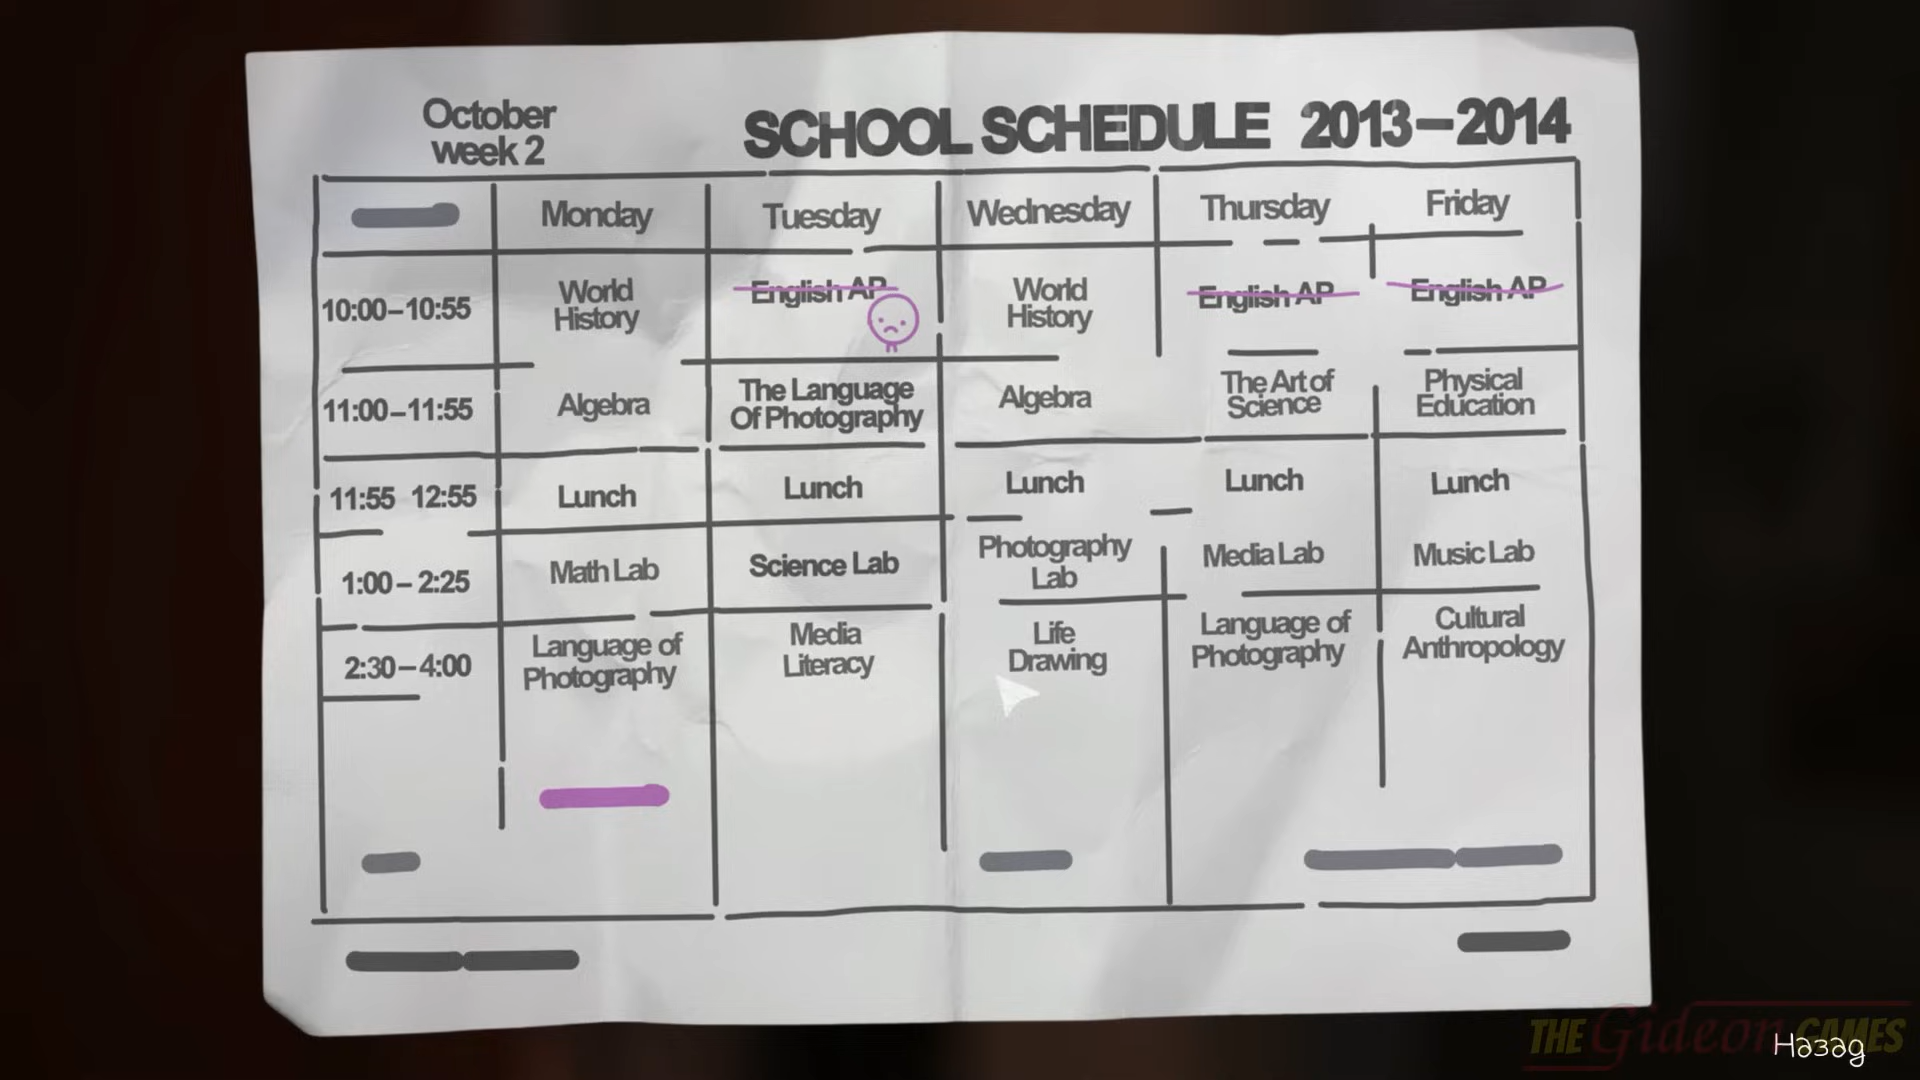 October
week 2
SCHOOL SCHEDULE 2013-2014
Monday Tuesday Wednesday Thursday Friday
10:00-10:55
World
History
English AP
World
History
English AP
English AP
11:00-11:55
Algebra
The Language
Of Photography
Algebra
The Art of
Science
Physical
Education
11:55 12:55
Lunch
Lunch
Lunch
Lunch
Lunch
1:00-2:25
Math Lab
Science Lab
Photography
Lab
Media Lab
Music Lab
2:30-4:00
Language of
Photography
Media
Literacy
Life
Drawing
Language of
Photography
Cultural
Anthropology
THE Gideon GAMES
Назад